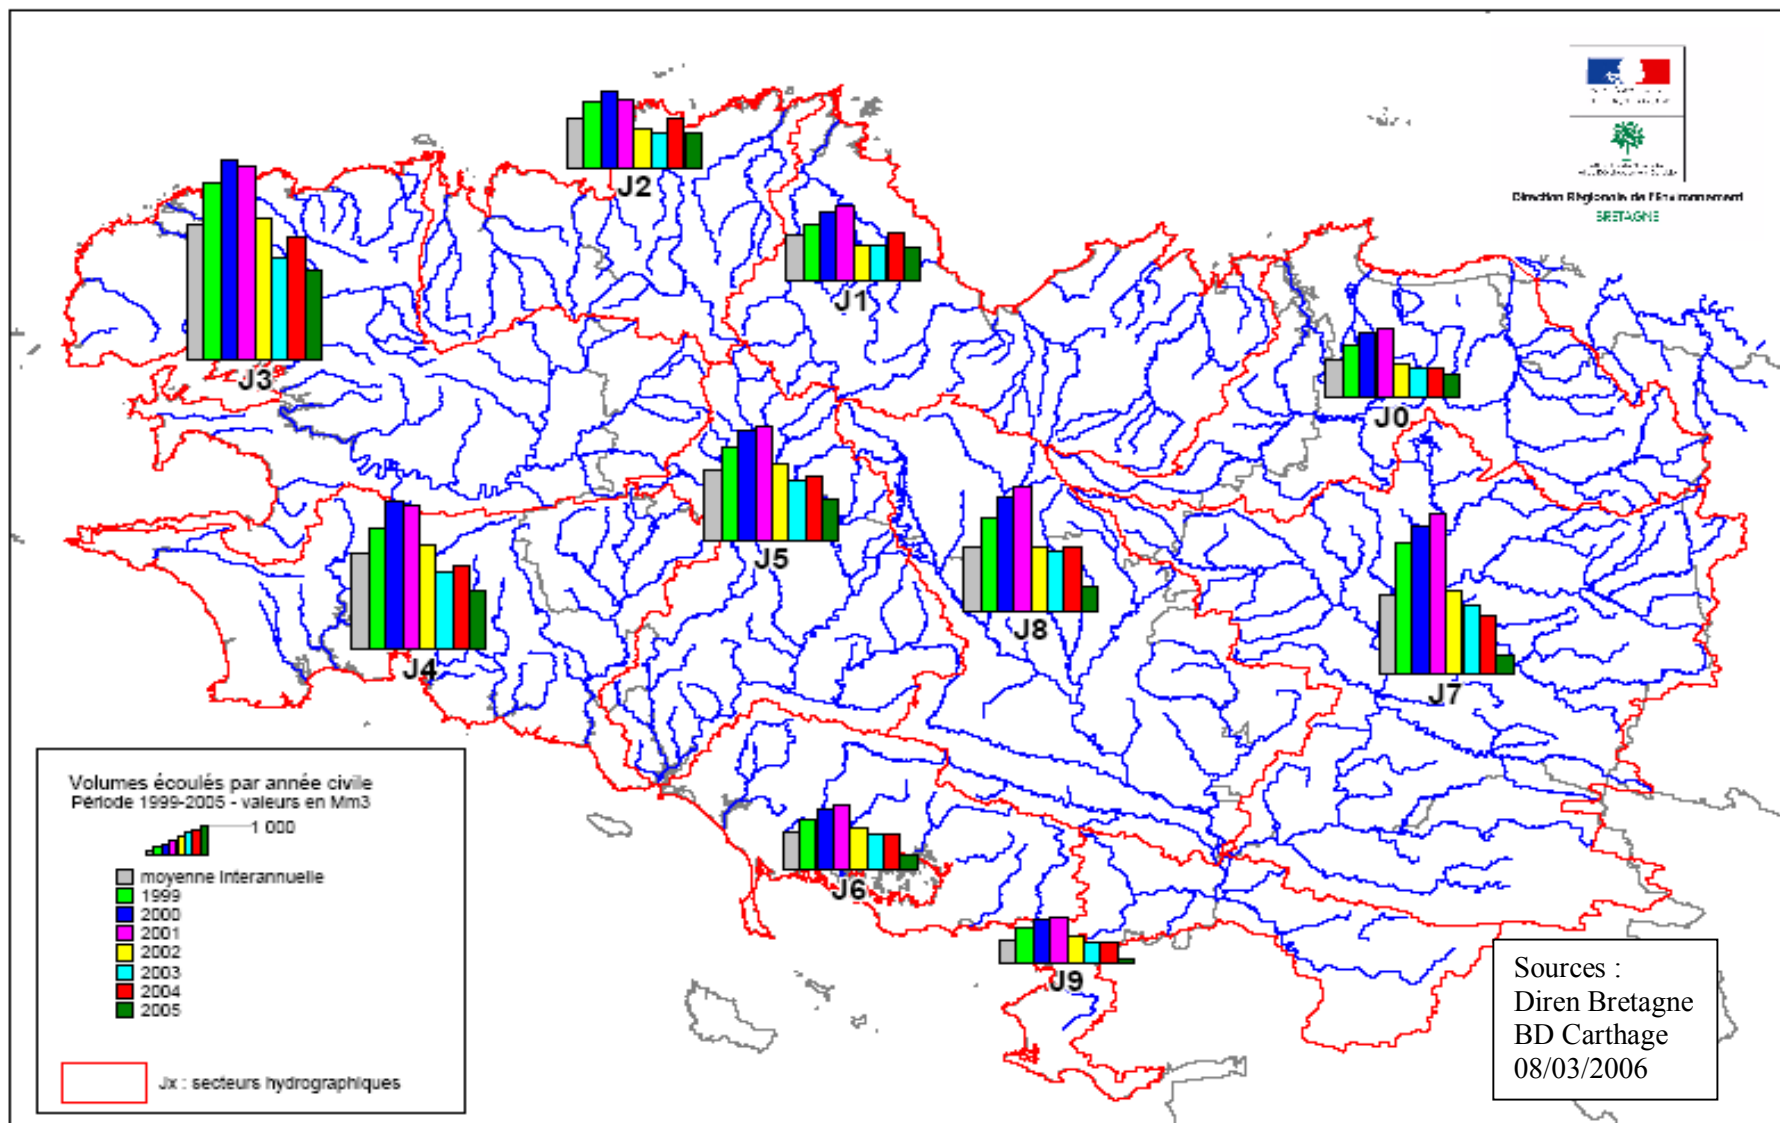 Direction Régionale de l'Environnement
BRETAGNE
J2
J3
J1
J0
J5
J8
J4
J7
J6
J9
Volumes écoulés par année civile
Période 1999-2005 - valeurs en Mm3
1 000
moyenne interannuelle
1999
2000
2001
2002
2003
2004
2005
Jx : secteurs hydrographiques
Sources :
Diren Bretagne
BD Carthage
08/03/2006